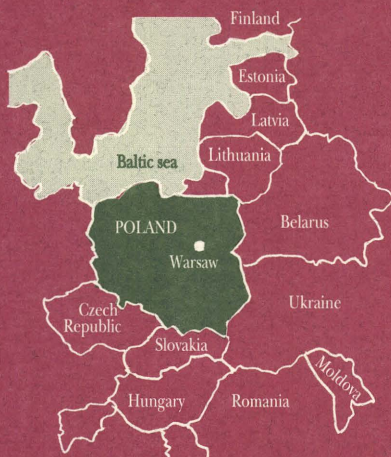 Finland
Estonia
Latvia
Lithuania
Baltic sea
POLAND
Belarus
Warsaw
Ukraine
Czech
Republic
Slovakia
Moldova
Hungary
Romania